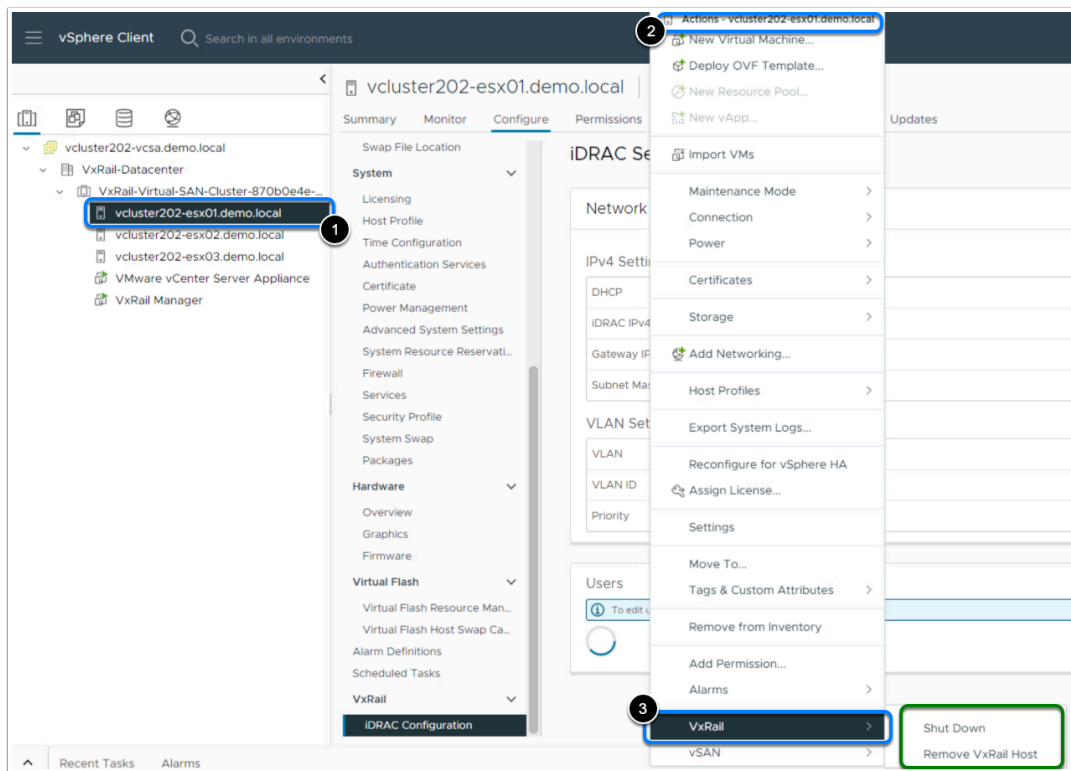 vSphere Client
Search in all environments
vcluster202-vcsa.demo.local
VxRail-Datacenter
VxRail-Virtual-SAN-Cluster-870b0e4e-...
vcluster202-esx01.demo.local
1
vcluster202-esx02.demo.local
vcluster202-esx03.demo.local
VMware vCenter Server Appliance
VxRail Manager
vcluster202-esx01.demo.local
Summary Monitor Configure Permissions Updates
Swap File Location
System
Licensing
Host Profile
Time Configuration
Authentication Services
Certificate
Power Management
Advanced System Settings
System Resource Reservati...
Firewall
Services
Security Profile
System Swap
Packages
Hardware
Overview
Graphics
Firmware
Virtual Flash
Virtual Flash Resource Man...
Virtual Flash Host Swap Ca...
Alarm Definitions
Scheduled Tasks
VxRail
iDRAC Configuration
iDRAC Se
Network
IPv4 Setti
DHCP
iDRAC IPv4
Gateway IP
Subnet Mas
VLAN Set
VLAN
VLAN ID
Priority
Users
To edit u
2
Actions - vcluster202-esx01.demo.local
New Virtual Machine...
Deploy OVF Template...
New Resource Pool...
New vApp...
Import VMs
Maintenance Mode
Connection
Power
Certificates
Storage
Add Networking...
Host Profiles
Export System Logs...
Reconfigure for vSphere HA
Assign License...
Settings
Move To...
Tags & Custom Attributes
Remove from Inventory
Add Permission...
Alarms
3
VxRail
vSAN
Shut Down
Remove VxRail Host
Recent Tasks Alarms